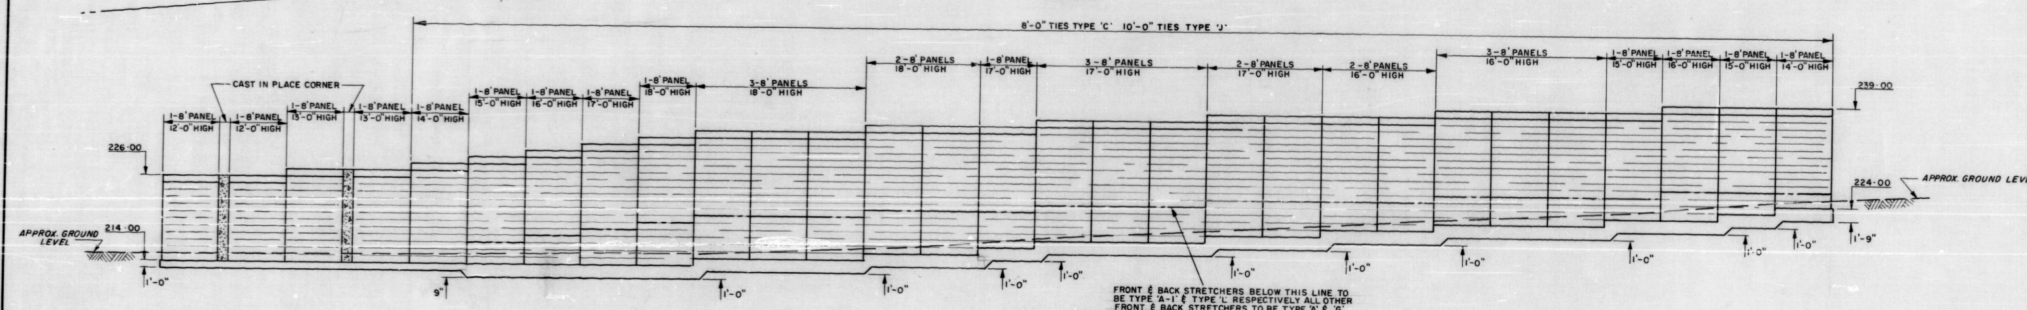 8'-0" TIES TYPE 'C' 10'-0" TIES TYPE 'J'
CAST IN PLACE CORNER
1-8' PANEL
12'-0" HIGH
1-8' PANEL
12'-0" HIGH
1-8' PANEL
13'-0" HIGH
1-8' PANEL
13'-0" HIGH
1-8' PANEL
14'-0" HIGH
1-8' PANEL
15'-0" HIGH
1-8' PANEL
16'-0" HIGH
1-8' PANEL
17'-0" HIGH
1-8' PANEL
18'-0" HIGH
3-8' PANELS
18'-0" HIGH
2-8' PANELS
18'-0" HIGH
1-8' PANEL
17'-0" HIGH
3-8' PANELS
17'-0" HIGH
2-8' PANELS
17'-0" HIGH
2-8' PANELS
16'-0" HIGH
3-8' PANELS
16'-0" HIGH
1-8' PANEL
15'-0" HIGH
1-8' PANEL
16'-0" HIGH
1-8' PANEL
15'-0" HIGH
1-8' PANEL
14'-0" HIGH
239·00
226·00
224·00
APPROX. GROUND LEVE
214·00
APPROX. GROUND
LEVEL
1'-0"
9"
1'-0"
1'-0"
1'-0"
1'-0"
1'-0"
1'-0"
1'-0"
1'-0"
1'-0"
1'-0"
1'-9"
FRONT & BACK STRETCHERS BELOW THIS LINE TO
BE TYPE 'A-1' & TYPE 'L' RESPECTIVELY ALL OTHER
FRONT & BACK STRETCHERS TO BE TYPE 'A' & 'G'